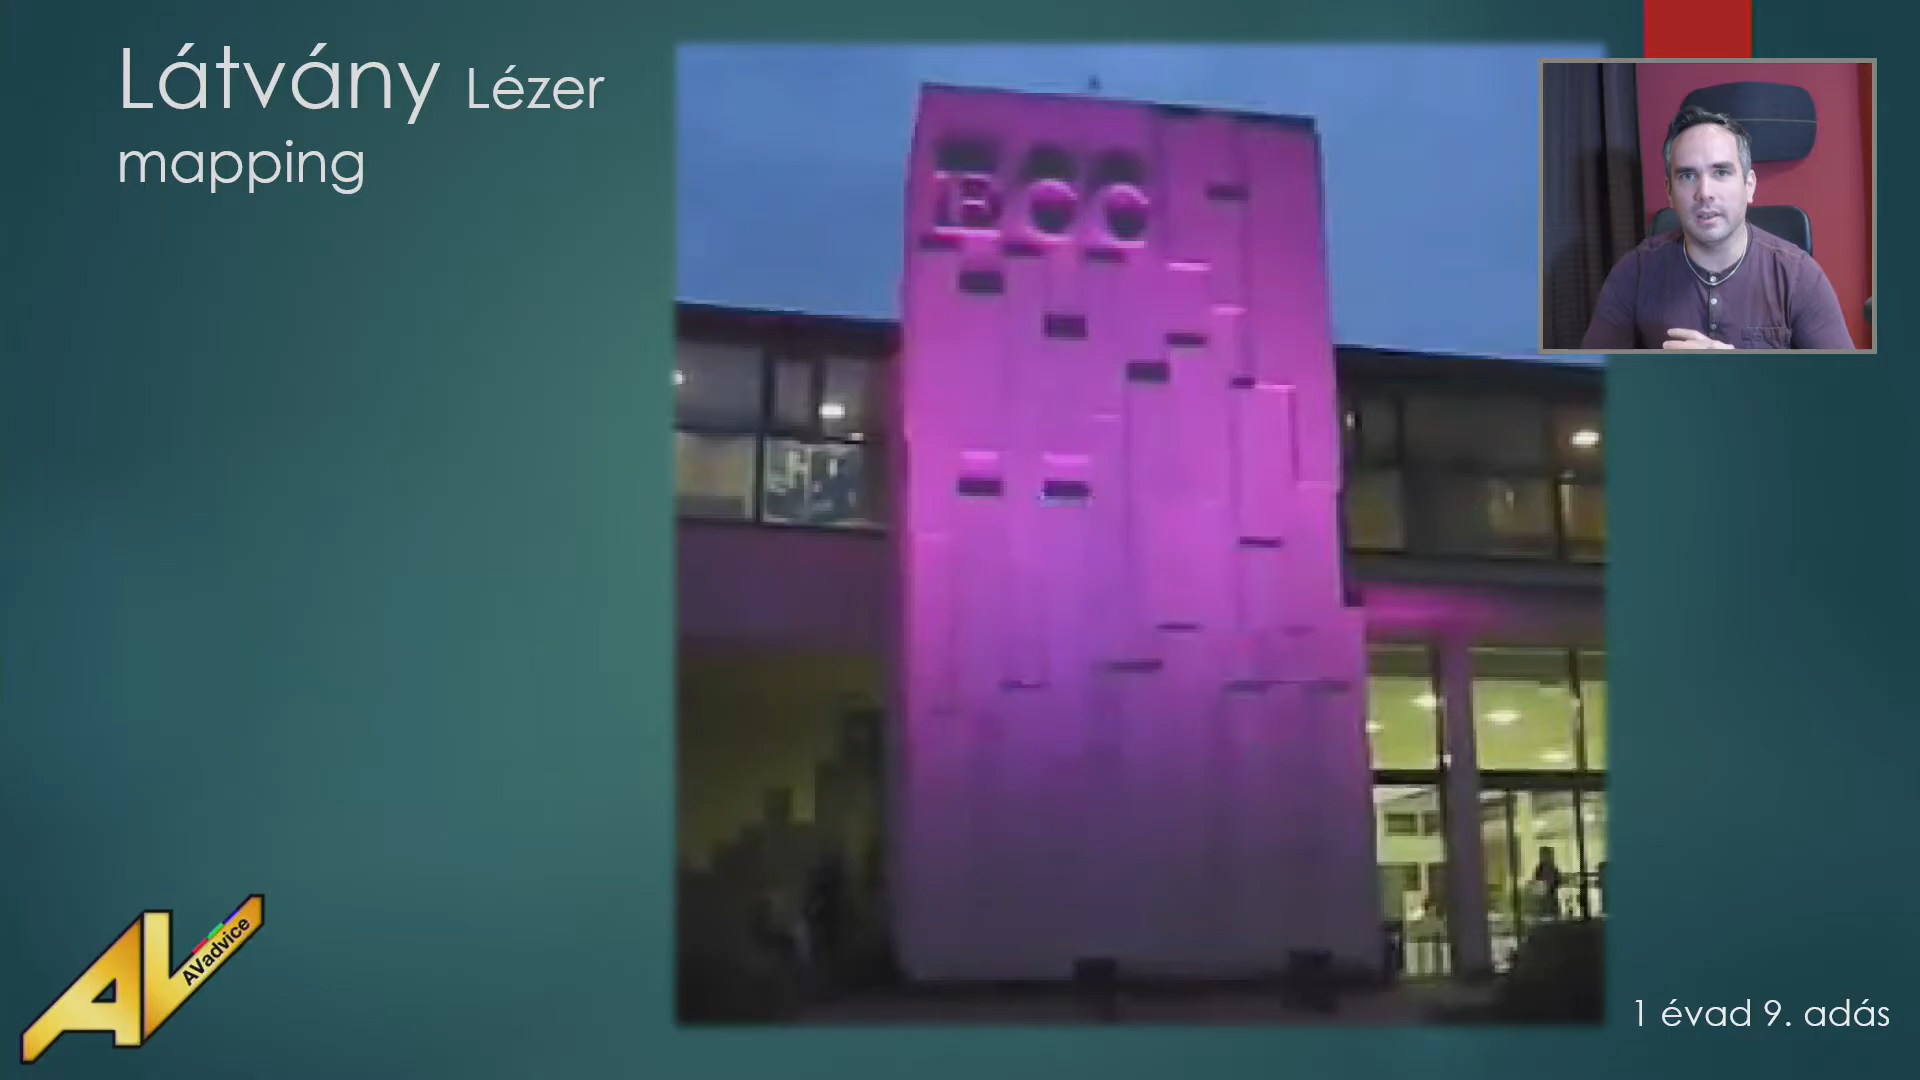 Látvány Lézer
mapping
AVadvice
1 évad 9. adás